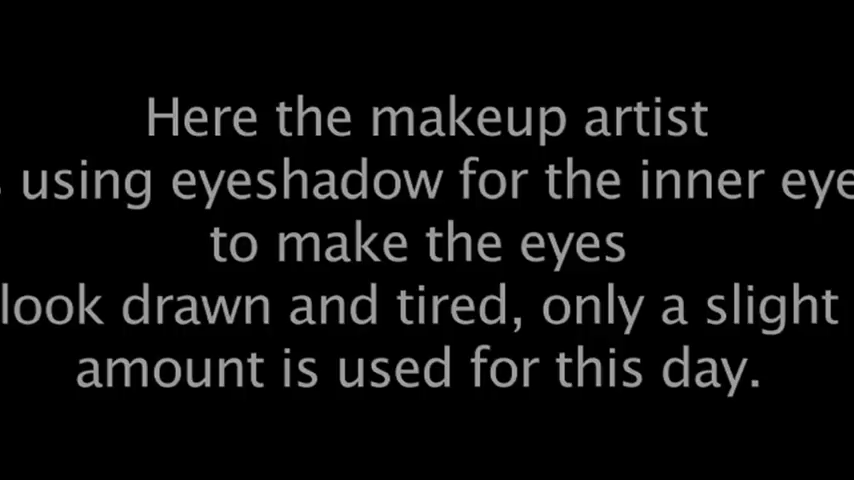 Here the makeup artist
using eyeshadow for the inner eye
to make the eyes
look drawn and tired, only a slight
amount is used for this day.